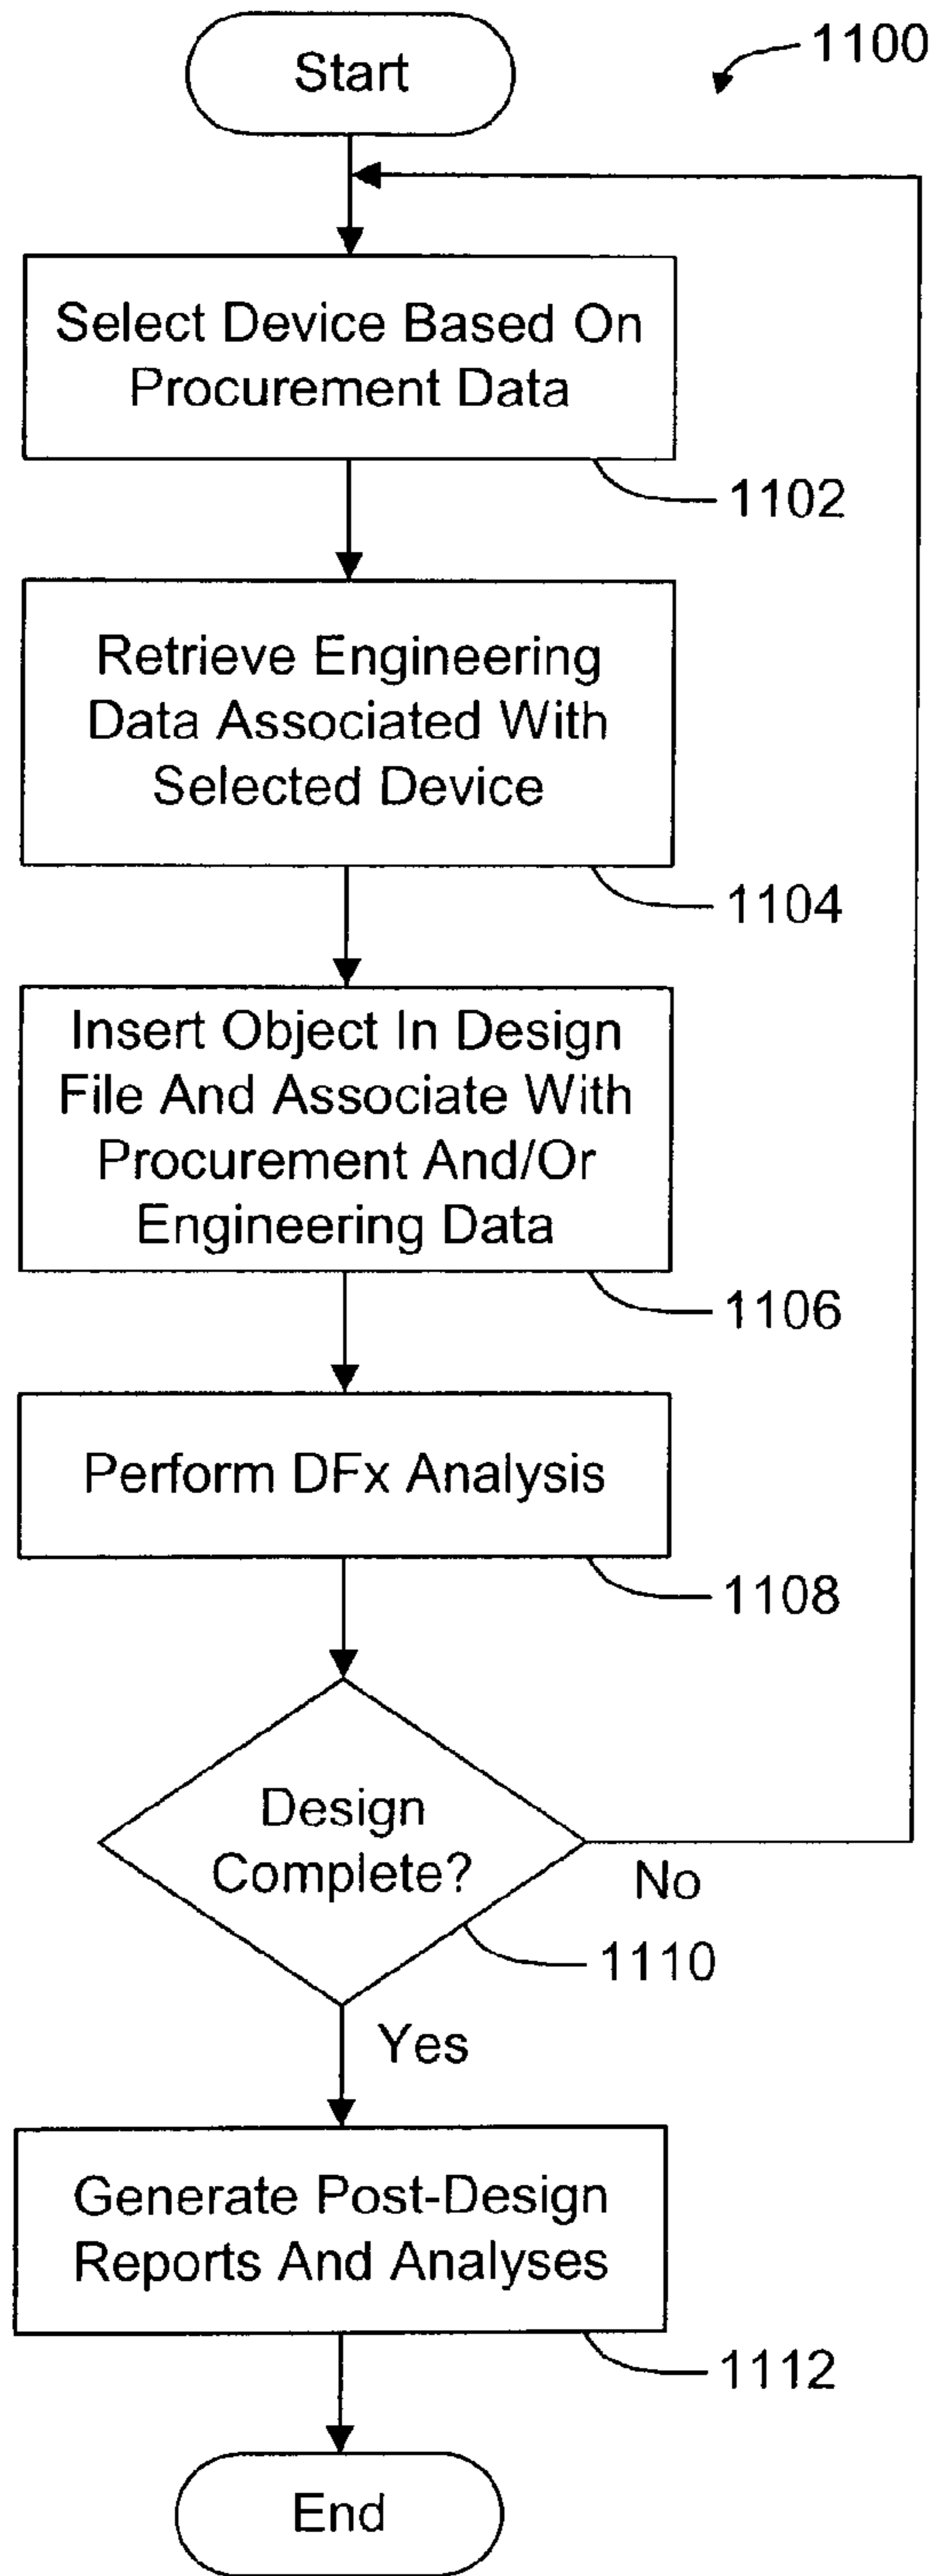 1100
Start
Select Device Based On
Procurement Data
1102
Retrieve Engineering
Data Associated With
Selected Device
1104
Insert Object In Design
File And Associate With
Procurement And/Or
Engineering Data
1106
Perform DFx Analysis
1108
Design
Complete?
No
1110
Yes
Generate Post-Design
Reports And Analyses
1112
End